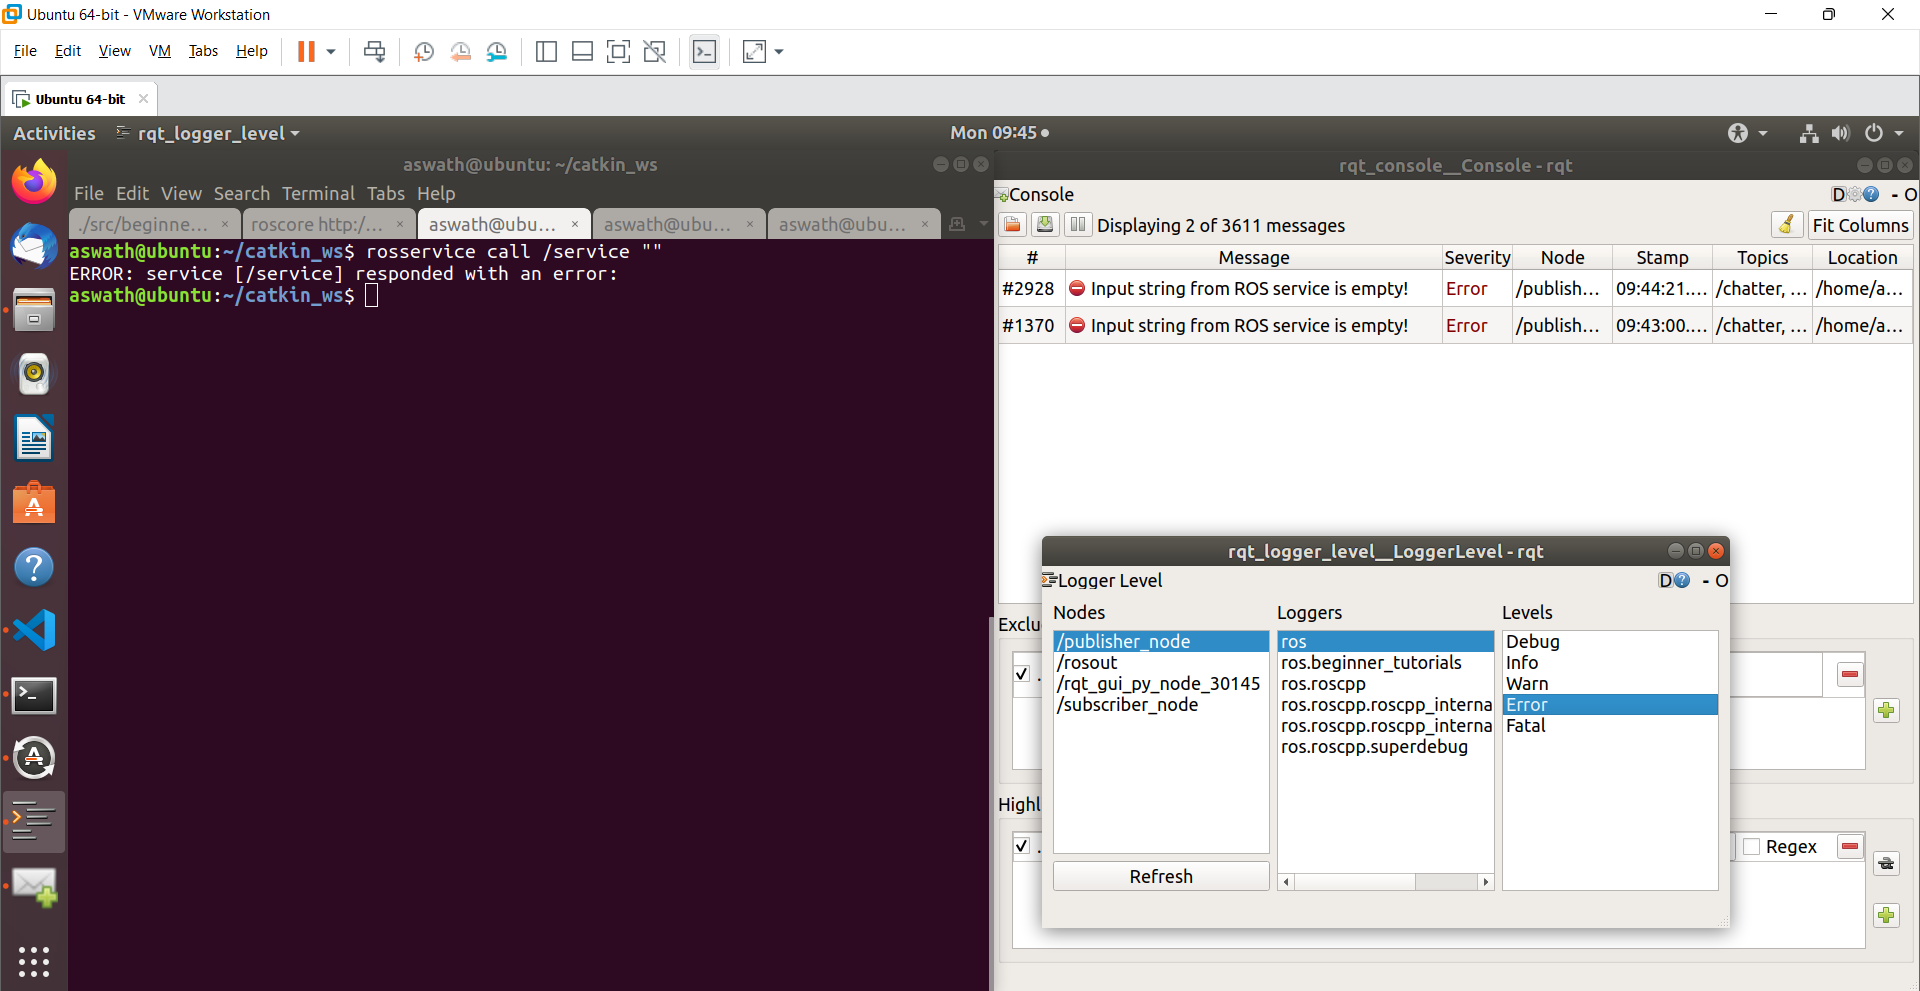 Ubuntu 64-bit - VMware Workstation
File Edit View VM Tabs Help
Ubuntu 64-bit
Activities rqt_logger_level Mon 09:45
aswath@ubuntu: ~/catkin_ws
File Edit View Search Terminal Tabs Help
./src/beginne... roscore http:/... aswath@ubu... aswath@ubu... aswath@ubu...
aswath@ubuntu:~/catkin_ws$ rosservice call /service ""
ERROR: service [/service] responded with an error:
aswath@ubuntu:~/catkin_ws$
rqt_console__Console - rqt
Console D - O
Displaying 2 of 3611 messages Fit Columns
# Message Severity Node Stamp Topics Location
#2928 Input string from ROS service is empty! Error /publish... 09:44:21.... /chatter, ... /home/a...
#1370 Input string from ROS service is empty! Error /publish... 09:43:00.... /chatter, ... /home/a...
Exclu
Highl
Regex
rqt_logger_level__LoggerLevel - rqt
Logger Level D - O
Nodes
/publisher_node
/rosout
/rqt_gui_py_node_30145
/subscriber_node
Refresh
Loggers
ros
ros.beginner_tutorials
ros.roscpp
ros.roscpp.roscpp_interna
ros.roscpp.roscpp_interna
ros.roscpp.superdebug
Levels
Debug
Info
Warn
Error
Fatal